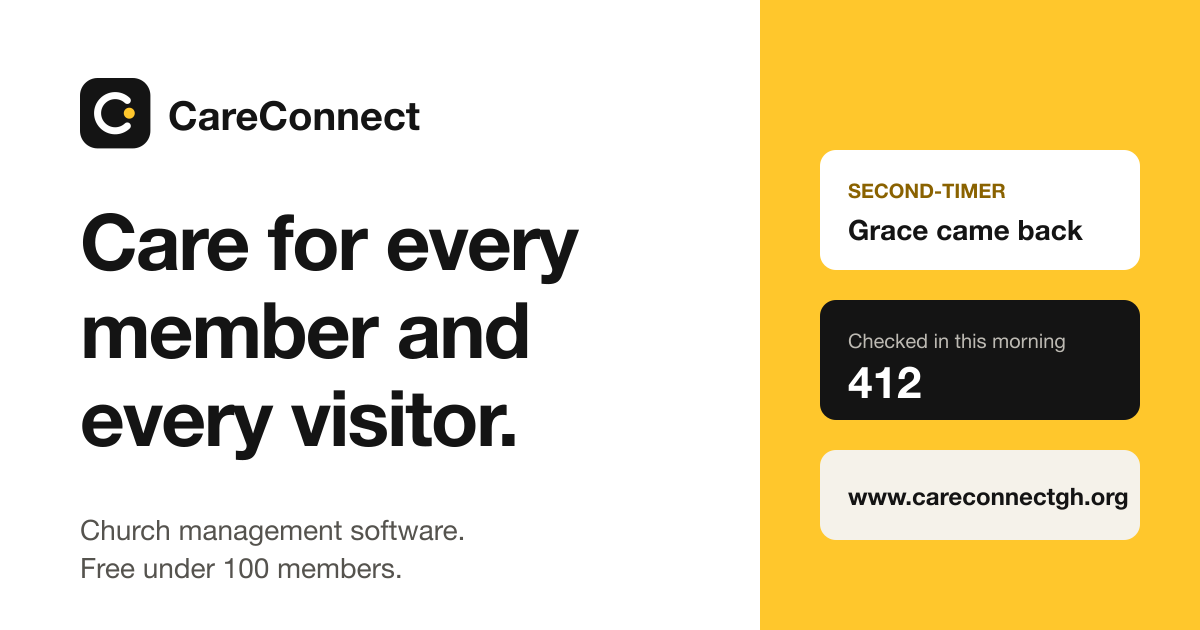 CareConnect
Care for every
member and
every visitor.
Church management software.
Free under 100 members.
SECOND-TIMER
Grace came back
Checked in this morning
412
www.careconnectgh.org